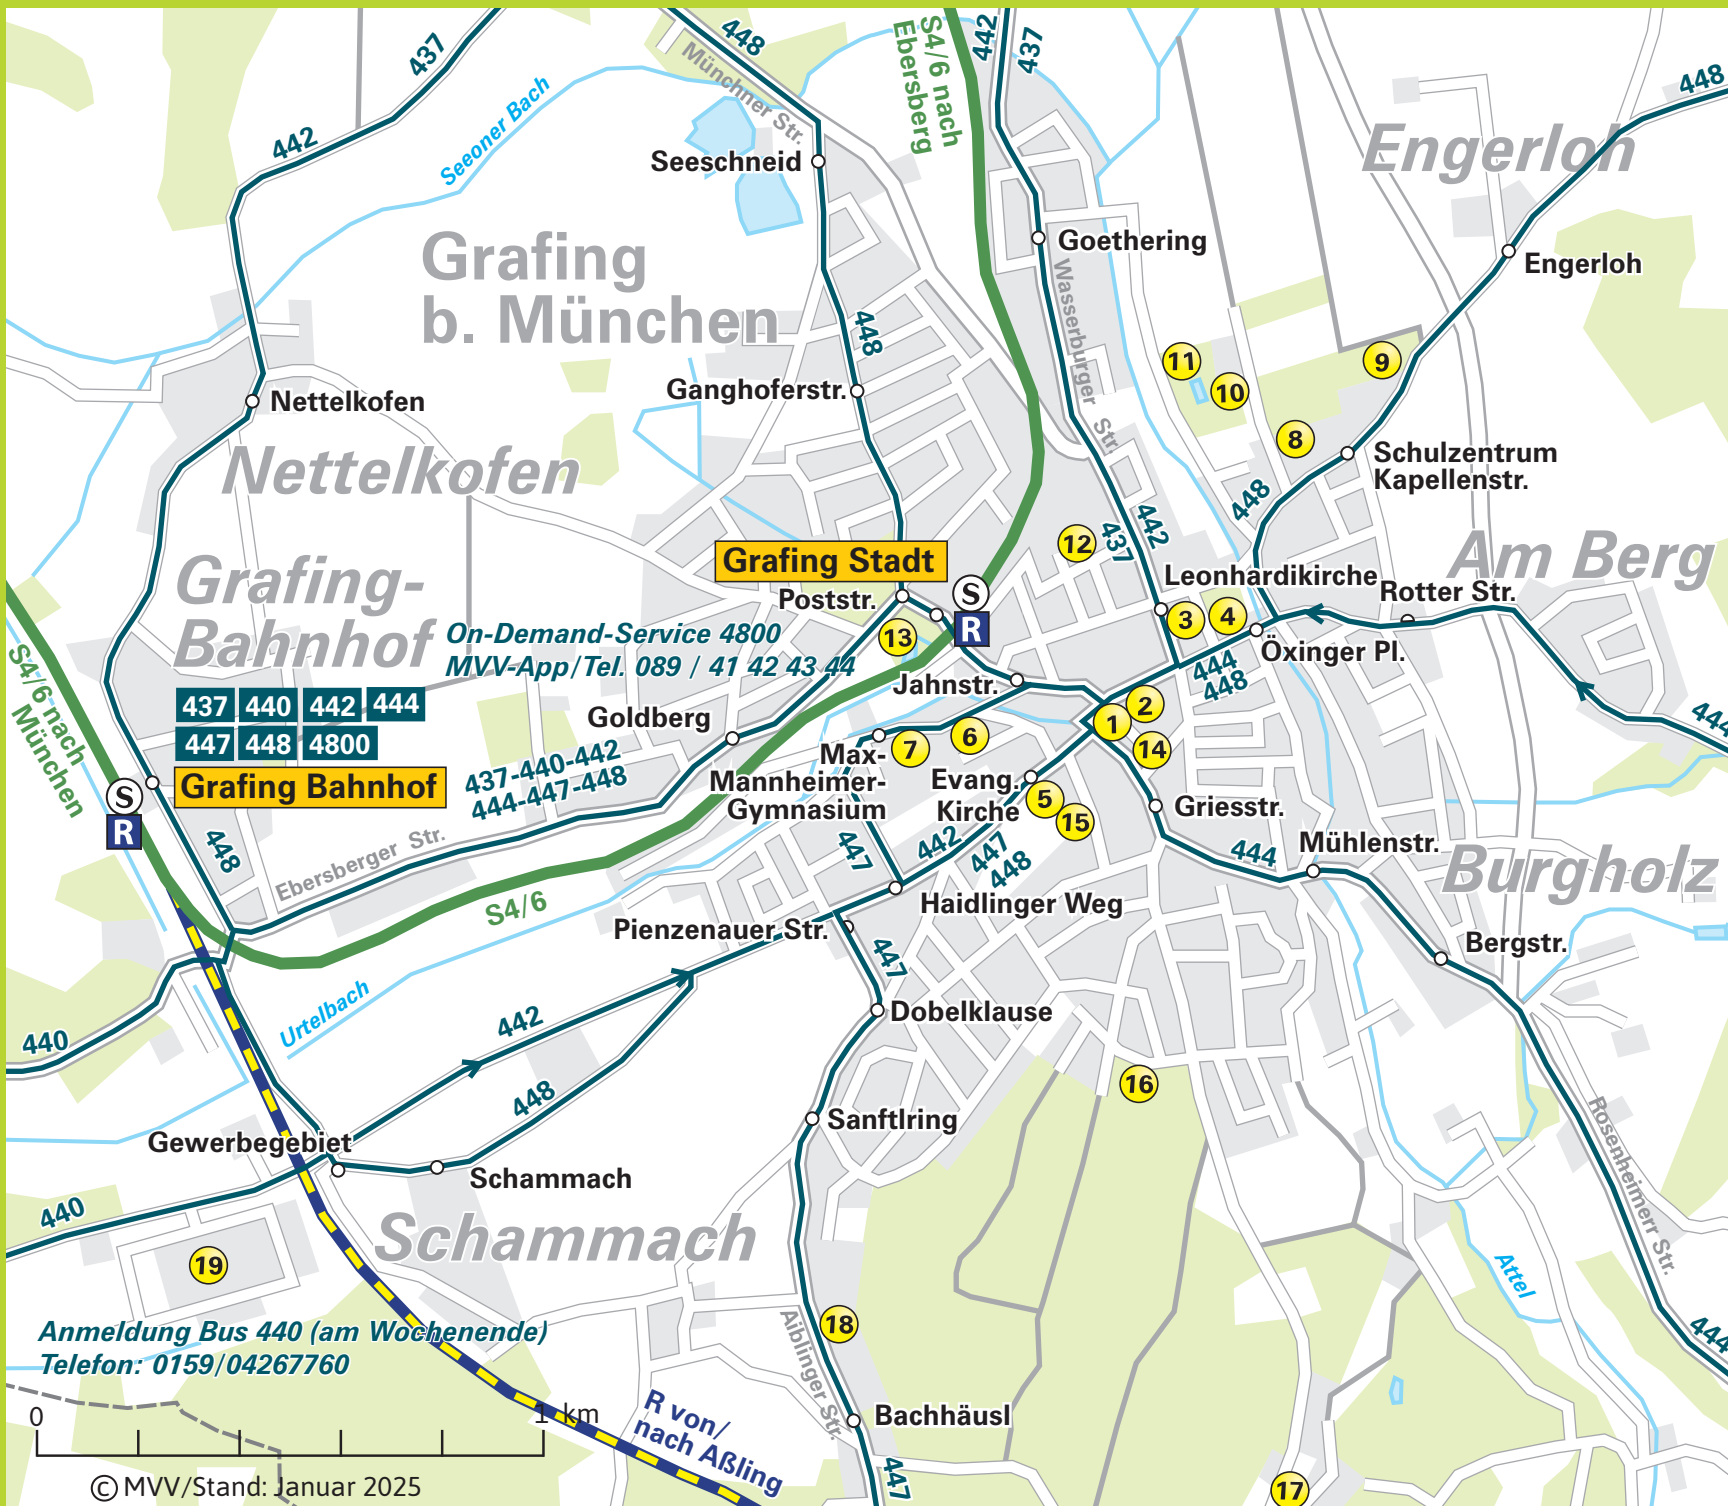 437
442
448
Münchner Str.
S4/6 nach
Ebersberg
442
437
448
Seeoner Bach
Seeschneid
Engerloh
Goethering
Engerloh
Grafing
b. München
Wasserburger Str.
448
11
9
10
Ganghoferstr.
Nettelkofen
8
Schulzentrum
Kapellenstr.
Nettelkofen
448
442
437
12
Am Berg
Grafing Stadt
Grafing-
Bahnhof
Poststr.
S
R
Leonhardikirche
Rotter Str.
3
4
13
On-Demand-Service 4800
MVV-App/Tel. 089 / 41 42 43 44
Öxinger Pl.
444
448
S4/6 nach
München
437 440 442 444
447 448 4800
Jahnstr.
Goldberg
2
1
14
444
6
7
Max-
Mannheimer-
Gymnasium
Grafing Bahnhof
S
R
437-440-442
444-447-448
Evang.
Kirche
5
15
Griesstr.
448
Ebersberger Str.
447
442
447
448
444
Mühlenstr.
Burgholz
S4/6
Haidlinger Weg
Pienzenauer Str.
447
Bergstr.
Urtelbach
442
440
Dobelklause
448
16
Sanftlring
Gewerbegebiet
Schammach
Rosenheimerr Str.
440
Schammach
19
Attel
Anmeldung Bus 440 (am Wochenende)
Telefon: 0159/04267760
18
Aiblinger Str.
444
0
1 km
R von/
nach Aßling
Bachhäusl
447
17
© MVV/Stand: Januar 2025